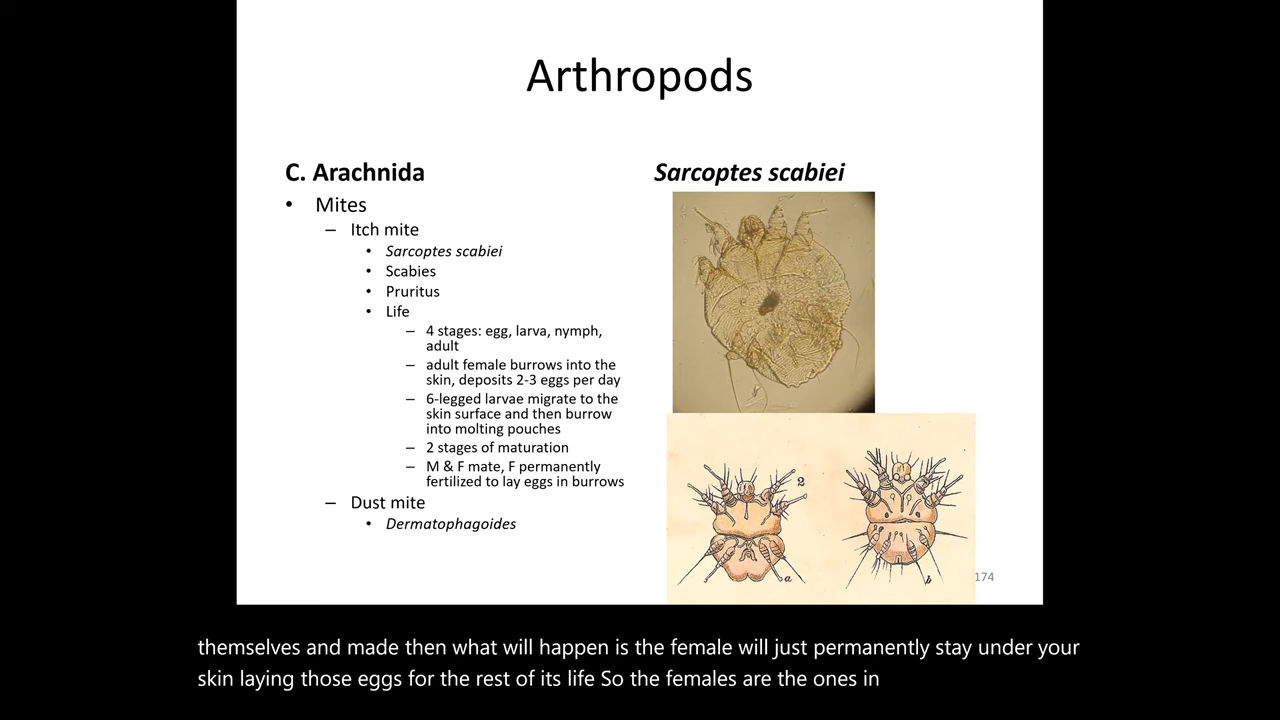 Arthropods
C. Arachnida
• Mites
– Itch mite
• Sarcoptes scabiei
• Scabies
• Pruritus
• Life
– 4 stages: egg, larva, nymph,
adult
– adult female burrows into the
skin, deposits 2-3 eggs per day
– 6-legged larvae migrate to the
skin surface and then burrow
into molting pouches
– 2 stages of maturation
– M & F mate, F permanently
fertilized to lay eggs in burrows
– Dust mite
• Dermatophagoides
Sarcoptes scabiei
2
a
b
174
themselves and made then what will happen is the female will just permanently stay under your
skin laying those eggs for the rest of its life So the females are the ones in